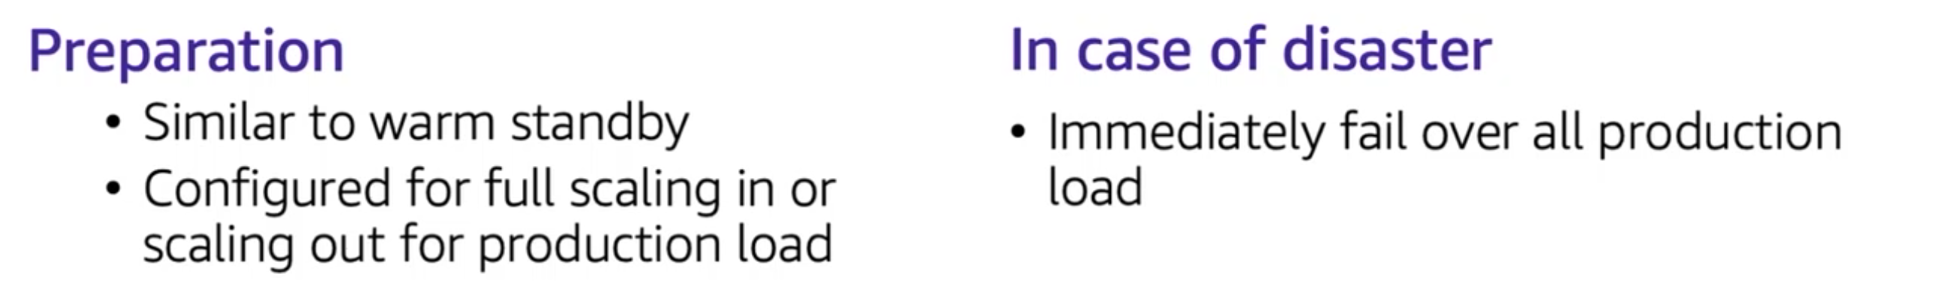 Preparation
• Similar to warm standby
• Configured for full scaling in or
scaling out for production load
In case of disaster
• Immediately fail over all production
load